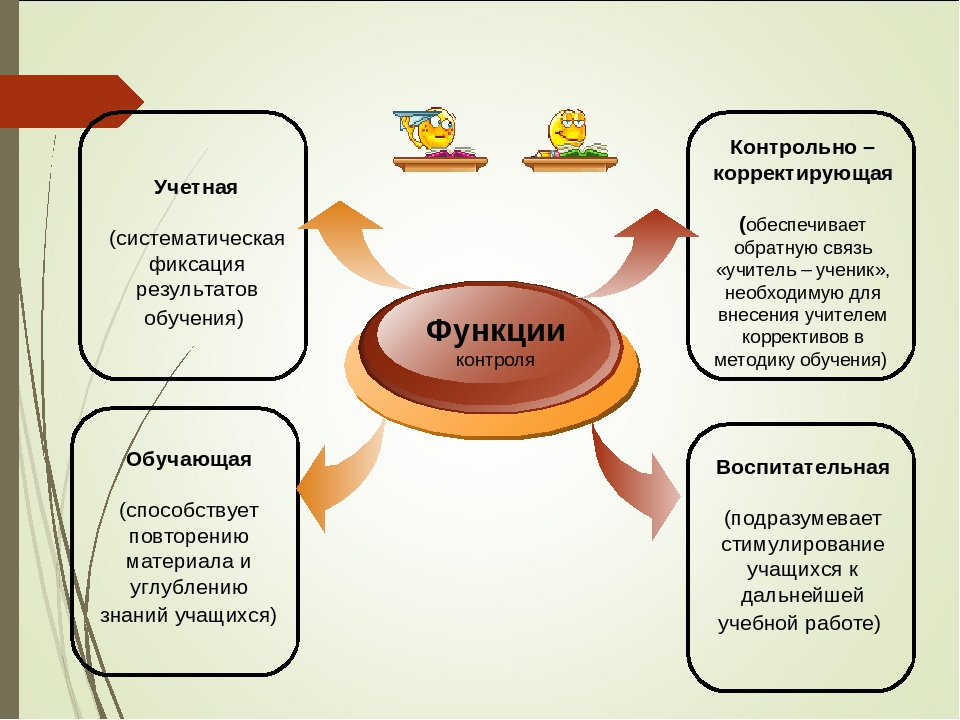 Учетная
(систематическая
фиксация
результатов
обучения)
Контрольно –
корректирующая
(обеспечивает
обратную связь
«учитель – ученик»,
необходимую для
внесения учителем
коррективов в
методику обучения)
Функции
контроля
Обучающая
(способствует
повторению
материала и
углублению
знаний учащихся)
Воспитательная
(подразумевает
стимулирование
учащихся к
дальнейшей
учебной работе)